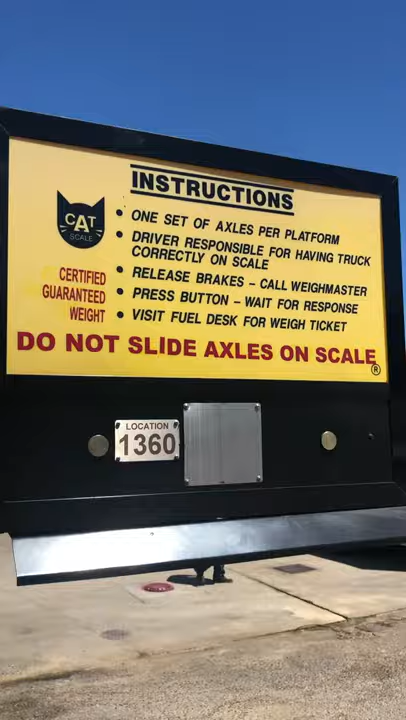 INSTRUCTIONS
CAT
SCALE
• ONE SET OF AXLES PER PLATFORM
• DRIVER RESPONSIBLE FOR HAVING TRUCK
CORRECTLY ON SCALE
• RELEASE BRAKES – CALL WEIGHMASTER
• PRESS BUTTON – WAIT FOR RESPONSE
• VISIT FUEL DESK FOR WEIGH TICKET
CERTIFIED
GUARANTEED
WEIGHT
DO NOT SLIDE AXLES ON SCALE
®
LOCATION
1360